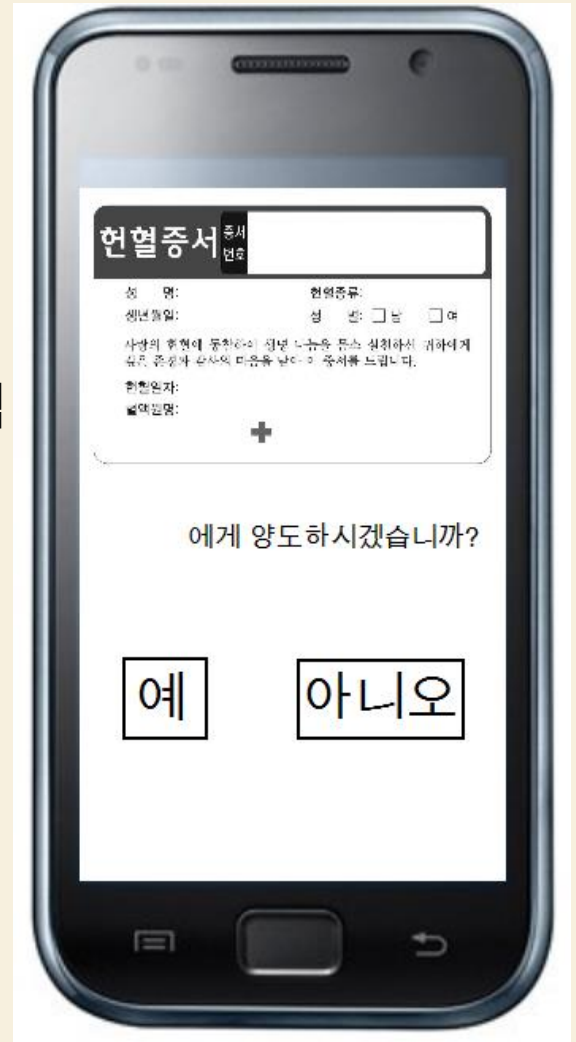 헌혈증서 증서
번호
성 명: 헌혈종류:
생년월일: 성 별: 남 여
사랑의 헌혈에 동참하여 생명 나눔을 몸소 실천하신 귀하에게
깊은 존경과 감사의 마음을 담아 이 증서를 드립니다.
헌혈일자:
혈액원명:
에게 양도하시겠습니까?
예 아니오